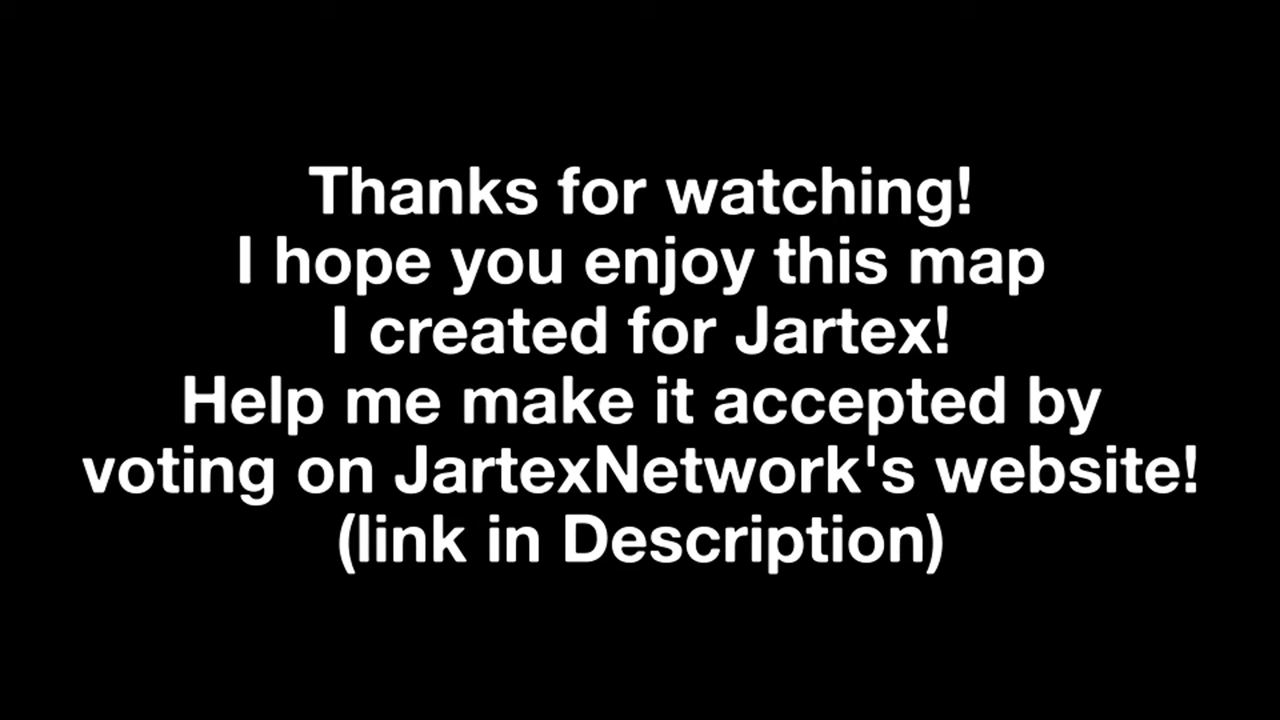 Thanks for watching!
I hope you enjoy this map
I created for Jartex!
Help me make it accepted by
voting on JartexNetwork's website!
(link in Description)